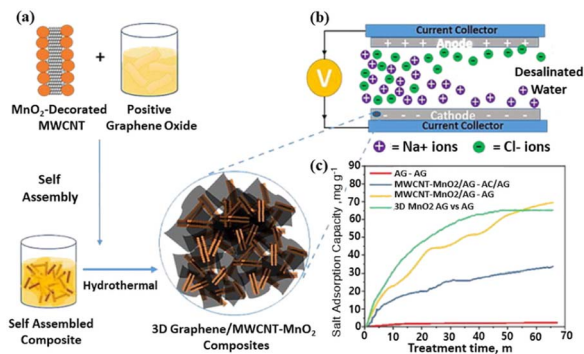 (a)
+
MnO2-Decorated
MWCNT
Positive
Graphene Oxide
Self
Assembly
Hydrothermal
Self Assembled
Composite
3D Graphene/MWCNT-MnO2
Composites
(b)
Current Collector
Anode
V
Desalinated
Water
Cathode
Current Collector
= Na+ ions
= Cl- ions
(c)
AG - AG
MWCNT-MnO2/AG - AC/AG
MWCNT-MnO2/AG - AG
3D MnO2 AG vs AG
Salt Adsorption Capacity ,mg g-1
90
80
70
60
50
40
30
20
10
0
0 10 20 30 40 50 60 70
Treatment time, m